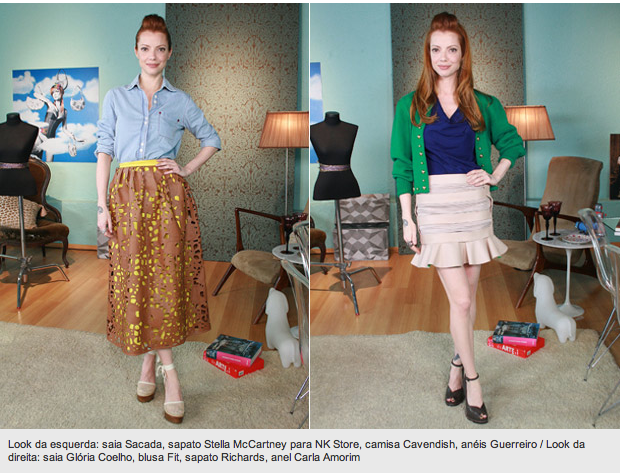 ARTE
Look da esquerda: saia Sacada, sapato Stella McCartney para NK Store, camisa Cavendish, anéis Guerreiro / Look da
direita: saia Glória Coelho, blusa Fit, sapato Richards, anel Carla Amorim